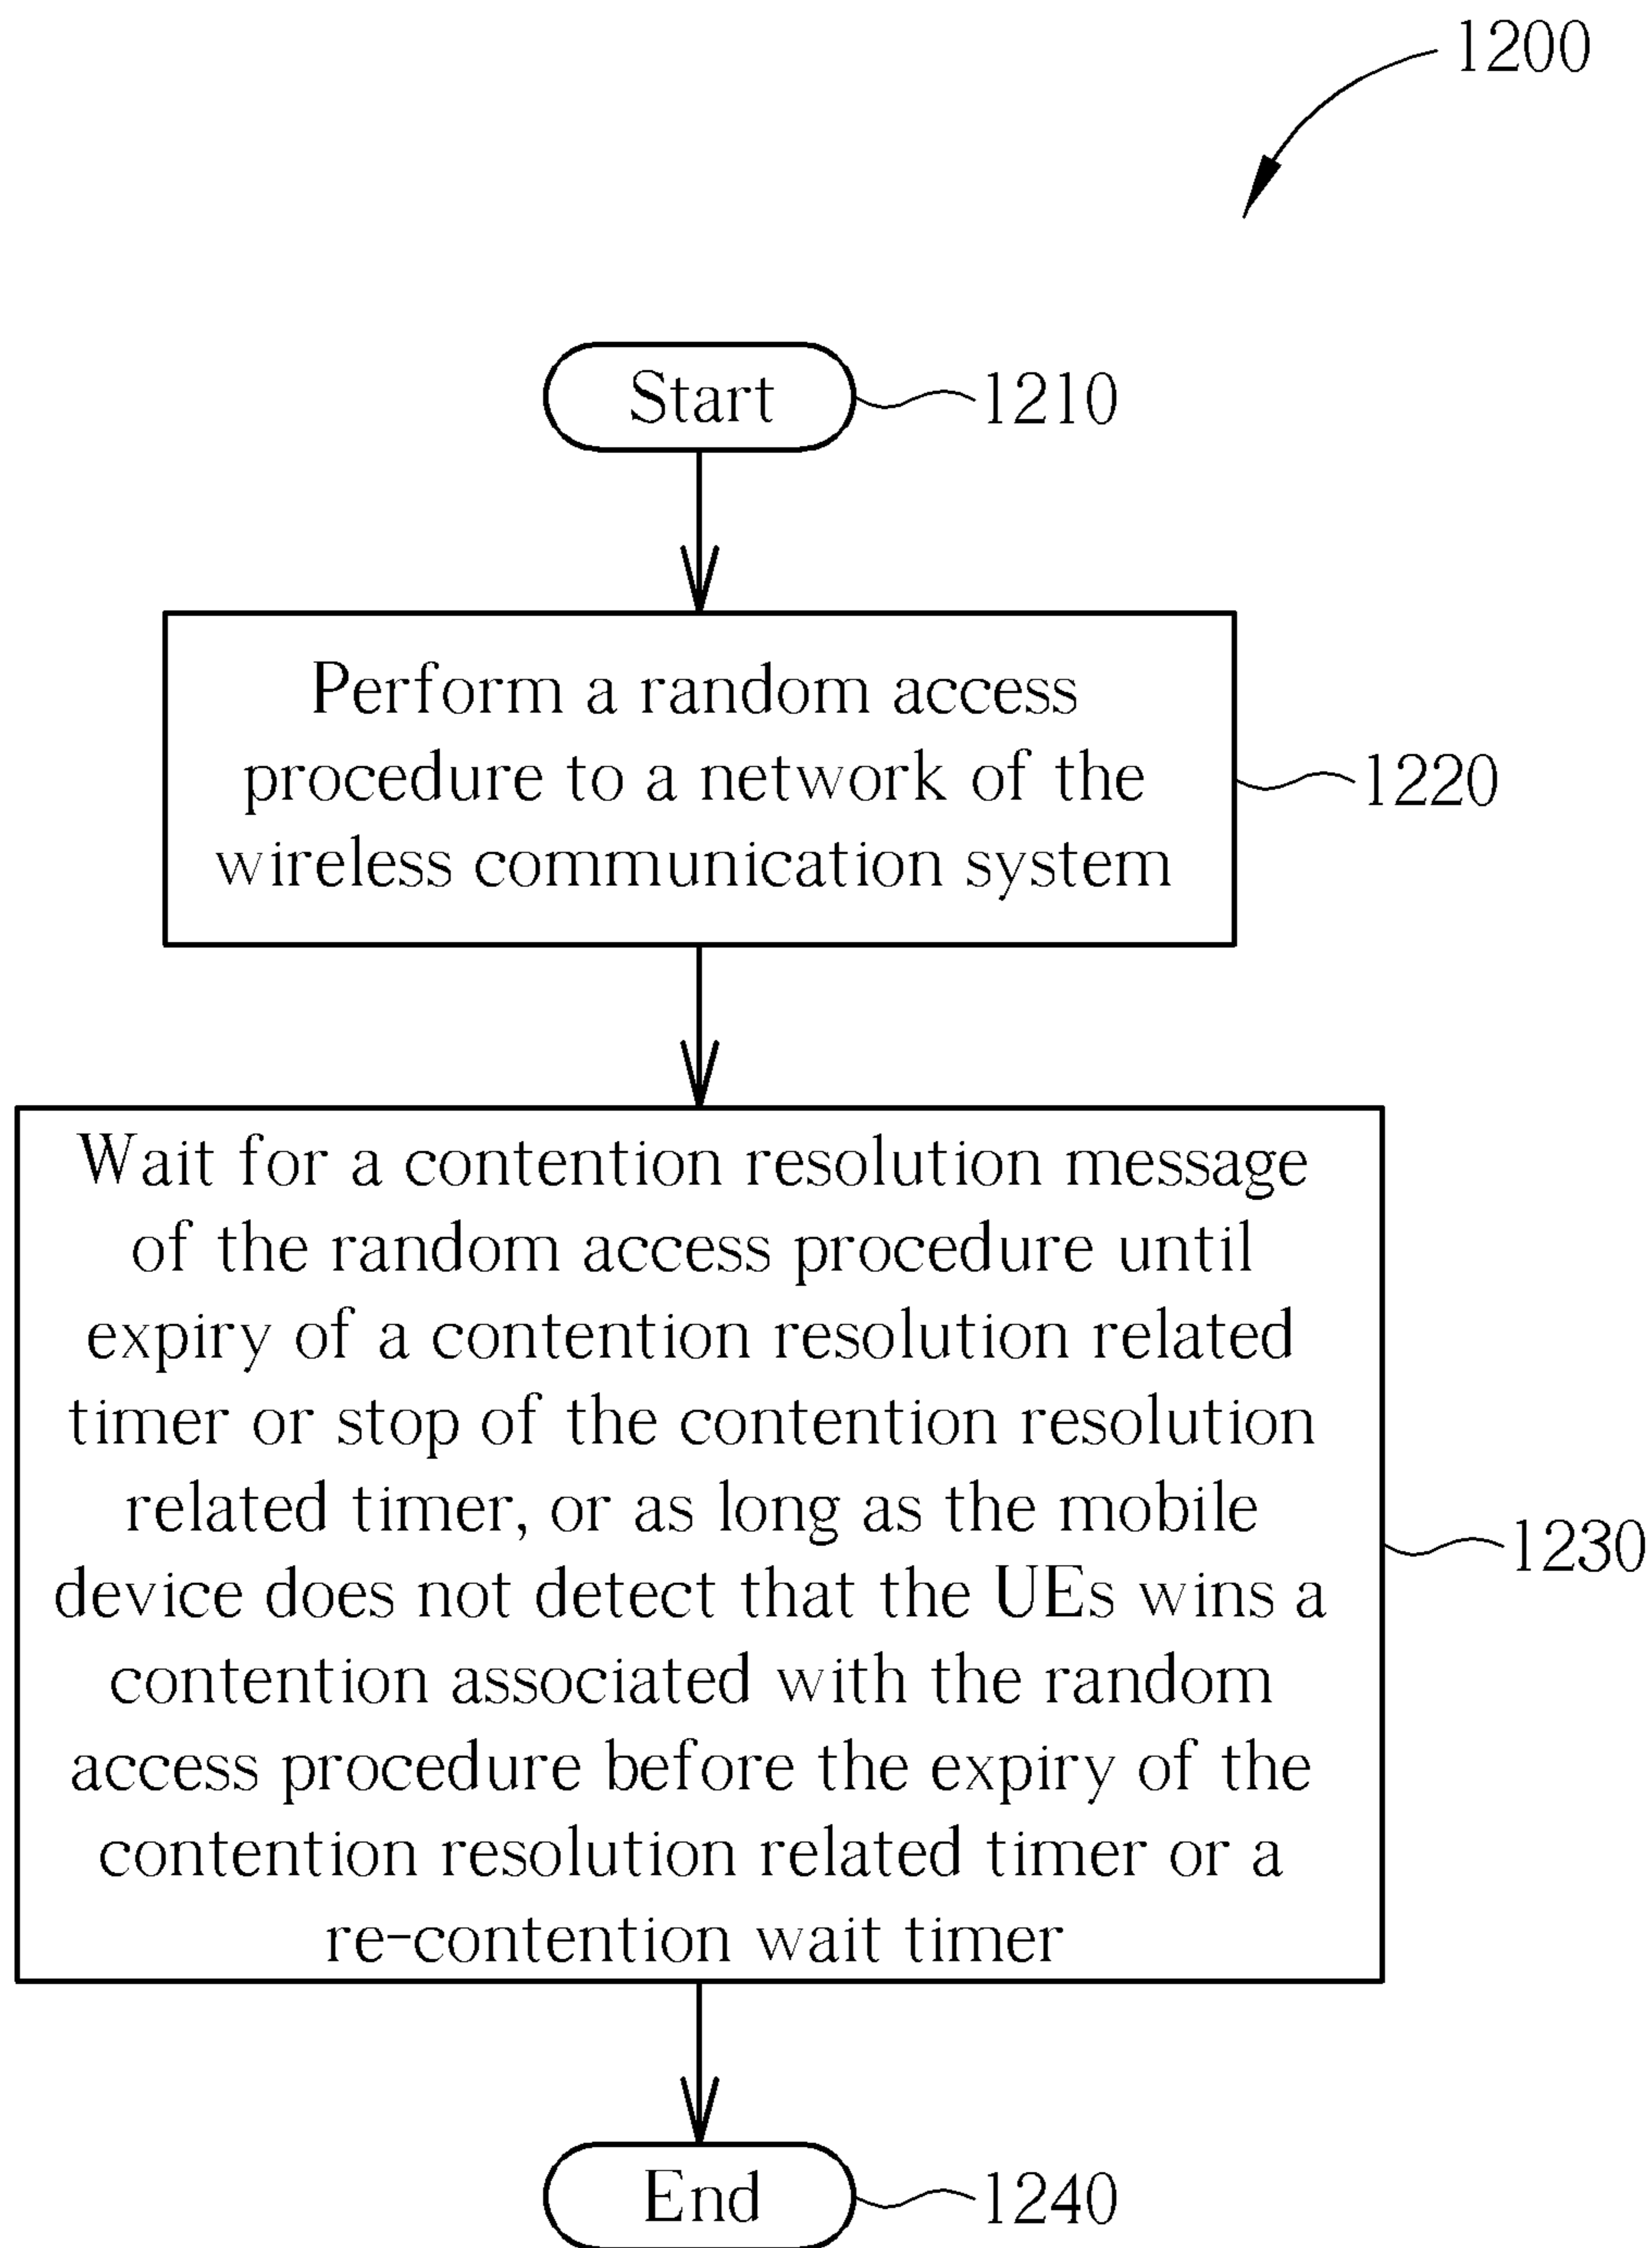 1200
Start
1210
Perform a random access
procedure to a network of the
wireless communication system
1220
Wait for a contention resolution message
of the random access procedure until
expiry of a contention resolution related
timer or stop of the contention resolution
related timer, or as long as the mobile
device does not detect that the UEs wins a
contention associated with the random
access procedure before the expiry of the
contention resolution related timer or a
re-contention wait timer
1230
End
1240